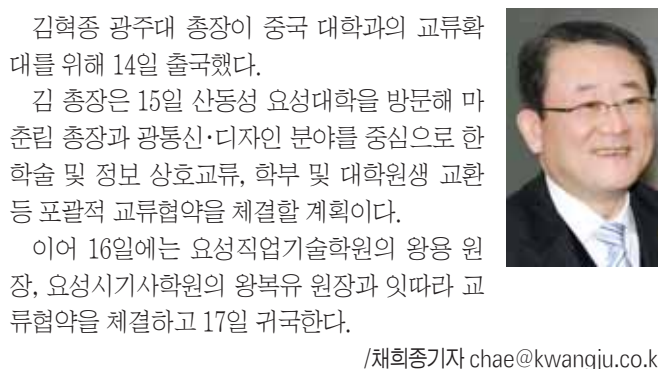 김혁종 광주대 총장이 중국 대학과의 교류확
대를 위해 14일 출국했다.
김 총장은 15일 산동성 요성대학을 방문해 마
춘림 총장과 광통신·디자인 분야를 중심으로 한
학술 및 정보 상호교류, 학부 및 대학원생 교환
등 포괄적 교류협약을 체결할 계획이다.
이어 16일에는 요성직업기술학원의 왕용 원
장, 요성시기사학원의 왕복유 원장과 잇따라 교
류협약을 체결하고 17일 귀국한다.
/채희종기자 chae@kwangju.co.k